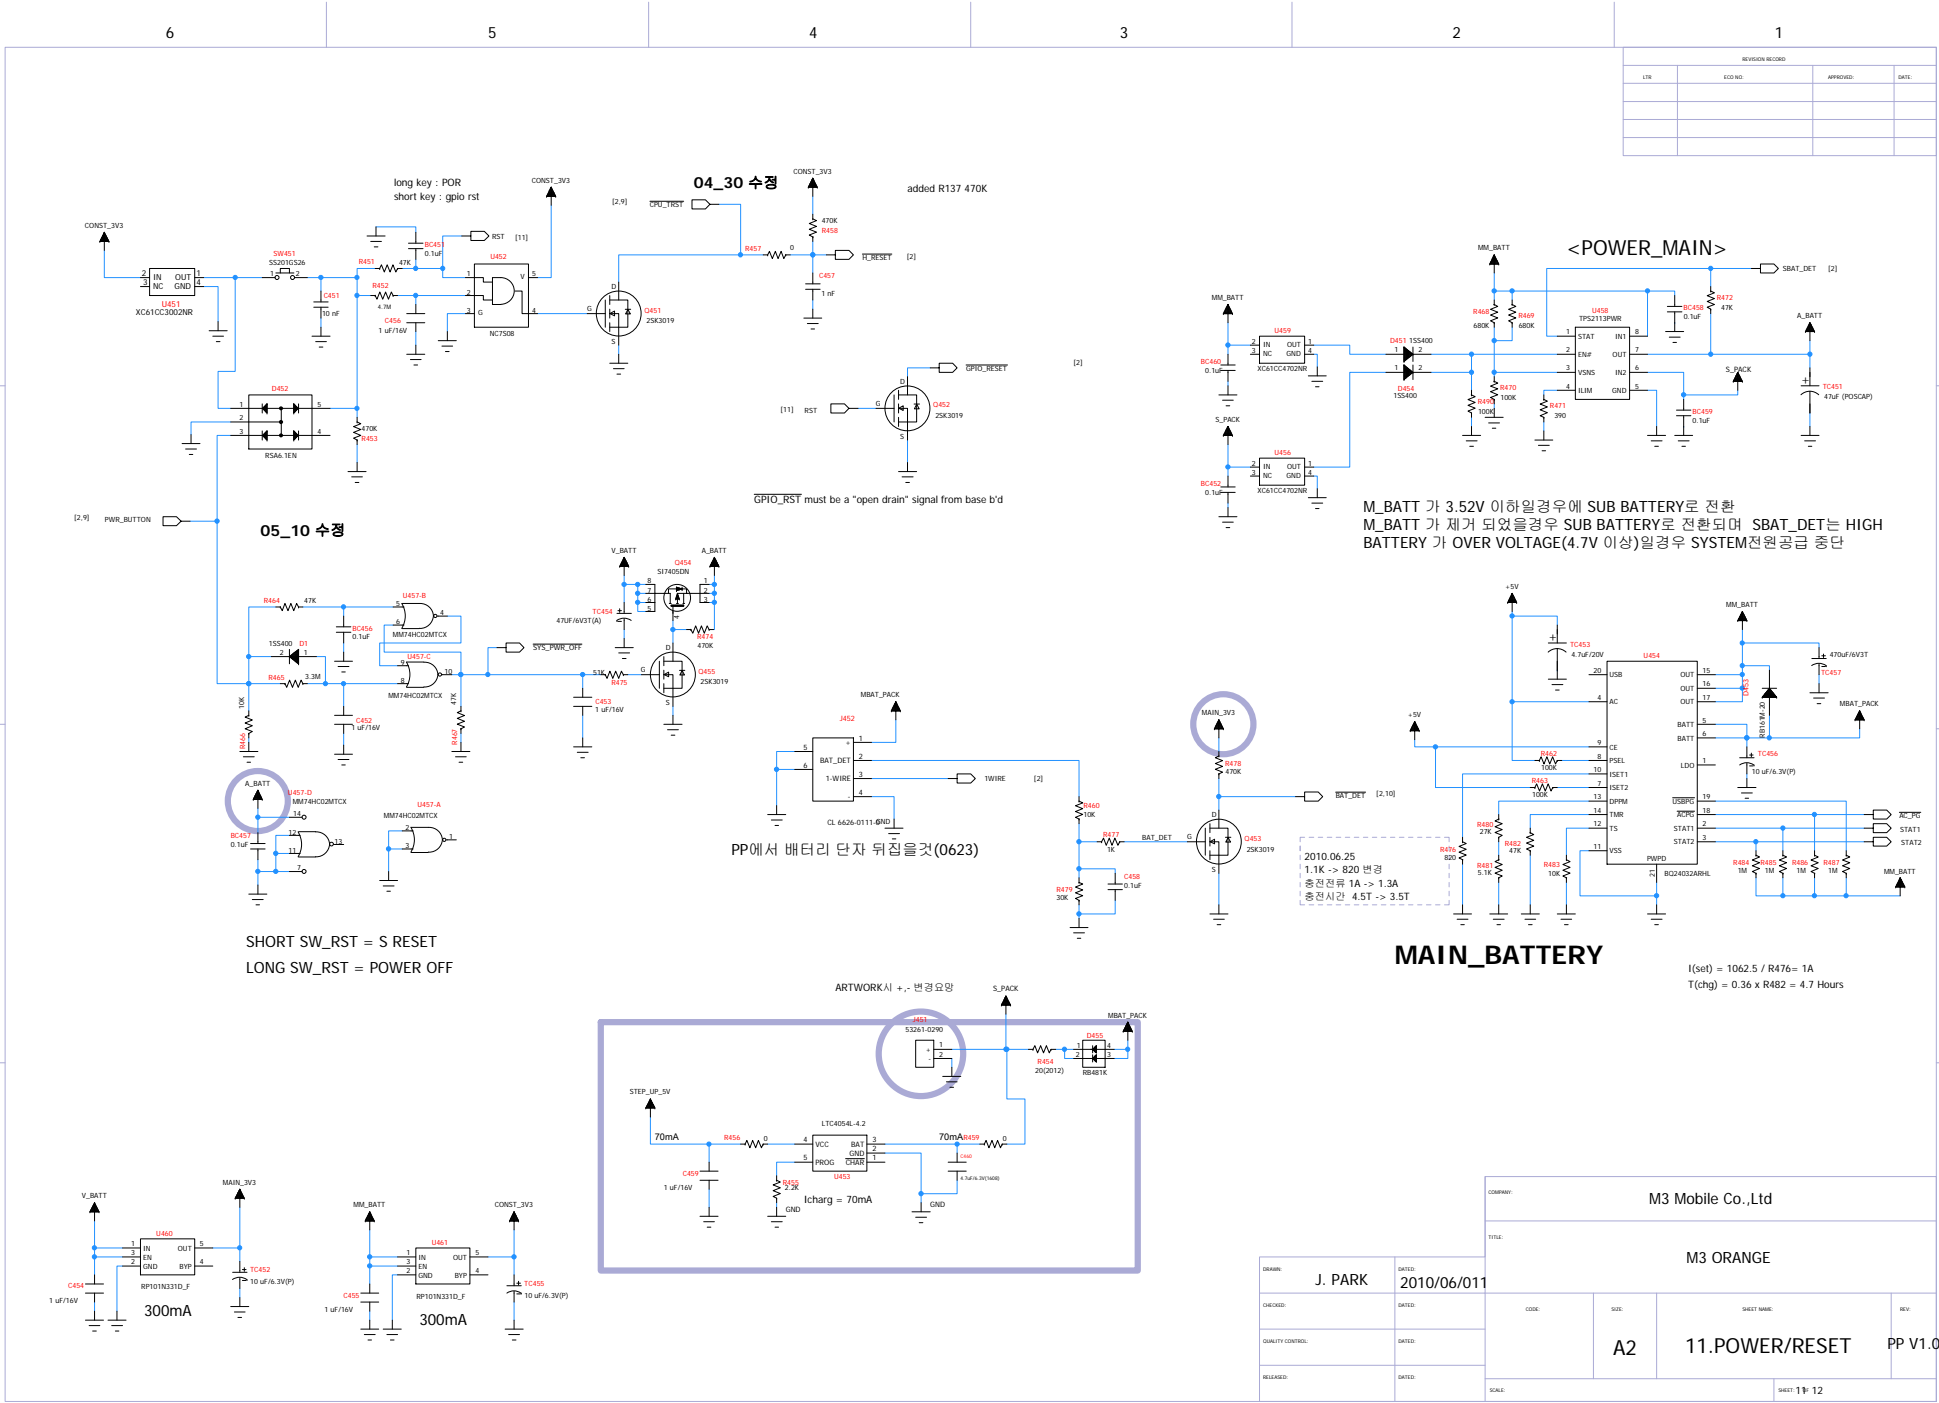 6
5
4
3
2
1
REVISION RECORD
LTR
ECO NO:
APPROVED:
DATE:
long key : POR
short key : gpio rst
CONST_3V3
04_30 수정
CONST_3V3
added R137 470K
[2,9]
CPU_TRST
470K
R458
CONST_3V3
SW451
SS201GS26
RST [11]
BC451
0.1uF
R451
47K
U452
V
G
NC7S08
R457
0
H_RESET
[2]
IN
OUT
NC
GND
U451
XC61CC3002NR
C451
10 nF
R452
4.7M
C456
1 uF/16V
C457
1 nF
Q451
2SK3019
D
G
S
D452
RSA6.1EN
470K
R453
GPIO_RESET
[2]
[11] RST
Q452
2SK3019
D
G
S
GPIO_RST must be a "open drain" signal from base b'd
[2,9] PWR_BUTTON
<POWER_MAIN>
MM_BATT
SBAT_DET [2]
R468
680K
R469
680K
U458
TPS2113PWR
STAT
IN1
EN#
OUT
VSNS
IN2
ILIM
GND
BC458
0.1uF
R472
47K
A_BATT
TC451
47uF (POSCAP)
S_PACK
BC459
0.1uF
MM_BATT
U459
IN
OUT
NC
GND
XC61CC4702NR
BC460
0.1uF
D451 1SS400
D454
1SS400
R490
100K
R470
100K
R471
390
S_PACK
U456
IN
OUT
NC
GND
XC61CC4702NR
BC452
0.1uF
M_BATT 가 3.52V 이하일경우에 SUB BATTERY로 전환
M_BATT 가 제거 되었을경우 SUB BATTERY로 전환되며 SBAT_DET는 HIGH
BATTERY 가 OVER VOLTAGE(4.7V 이상)일경우 SYSTEM전원공급 중단
05_10 수정
R464
47K
U457-B
MM74HC02MTCX
BC456
0.1uF
1SS400 D1
U457-C
MM74HC02MTCX
R465
3.3M
10K
R466
C452
1 uF/16V
47K
R467
SYS_PWR_OFF
C453
1 uF/16V
51K
R475
V_BATT
A_BATT
Q454
SI7405DN
TC454
47UF/6V3T(A)
R474
470K
Q455
2SK3019
D
G
S
A_BATT
U457-D
MM74HC02MTCX
BC457
0.1uF
U457-A
MM74HC02MTCX
SHORT SW_RST = S RESET
LONG SW_RST = POWER OFF
MBAT_PACK
J452
+
BAT_DET
1-WIRE
-
CL 6626-0111-0
GND
1WIRE [2]
PP에서 배터리 단자 뒤집을것(0623)
R460
10K
R477
1K
BAT_DET
R479
30K
C458
0.1uF
MAIN_3V3
R478
470K
BAT_DET [2,10]
Q453
2SK3019
D
G
S
2010.06.25
1.1K -> 820 변경
충전전류 1A -> 1.3A
충전시간 4.5T -> 3.5T
+5V
+5V
TC453
4.7uF/20V
U454
USB
AC
CE
PSEL
ISET1
ISET2
DPPM
TMR
TS
VSS
OUT
OUT
OUT
BATT
BATT
LDO
USBPG
ACPG
STAT1
STAT2
PWPD
BQ24032ARHL
MM_BATT
470uF/6V3T
TC457
D453
RB161M-20
MBAT_PACK
TC456
10 uF/6.3V(P)
R462
100K
R463
100K
R476
820
R480
27K
R481
5.1K
R482
47K
R483
10K
AC_PG
STAT1
STAT2
R484
1M
R485
1M
R486
1M
R487
1M
MM_BATT
MAIN_BATTERY
I(set) = 1062.5 / R476= 1A
T(chg) = 0.36 x R482 = 4.7 Hours
ARTWORK시 +,- 변경요망
S_PACK
J451
53261-0290
MBAT_PACK
D455
RB481K
R454
20(2012)
STEP_UP_5V
70mA
R456
0
LTC4054L-4.2
VCC
BAT
GND
PROG
CHAR
U453
70mA
R459
0
C459
1 uF/16V
R455
2.2K
GND
Icharg = 70mA
C460
4.7uF/6.3V(1608)
GND
V_BATT
MAIN_3V3
U460
IN
OUT
EN
GND
BYP
RP101N331D_F
C454
1 uF/16V
TC452
10 uF/6.3V(P)
300mA
MM_BATT
CONST_3V3
U461
IN
OUT
EN
GND
BYP
RP101N331D_F
C455
1 uF/16V
TC455
10 uF/6.3V(P)
300mA
COMPANY:
M3 Mobile Co.,Ltd
TITLE:
M3 ORANGE
DRAWN:
J. PARK
DATED:
2010/06/011
CHECKED:
DATED:
QUALITY CONTROL:
DATED:
RELEASED:
DATED:
CODE:
SIZE:
A2
SHEET NAME:
11.POWER/RESET
REV:
PP V1.0
SCALE:
SHEET: 11 OF 12